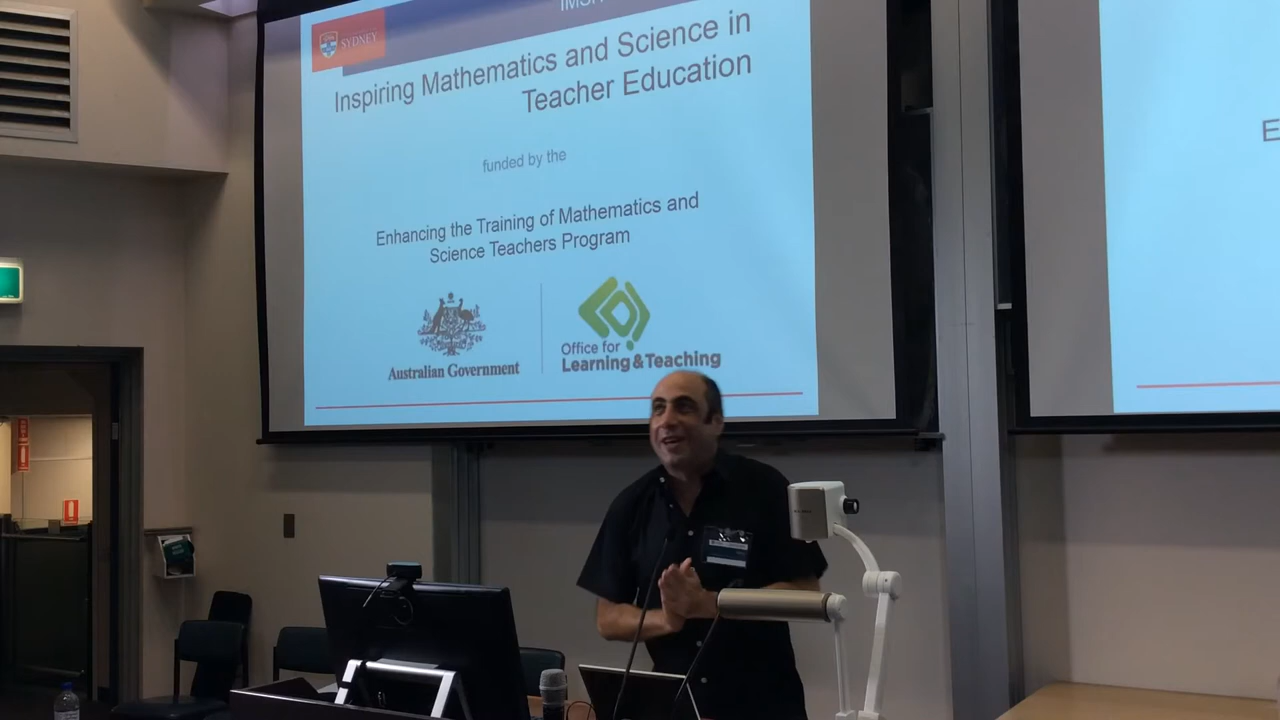 IMSI
SYDNEY
Inspiring Mathematics and Science in
Teacher Education
funded by the
Enhancing the Training of Mathematics and
Science Teachers Program
Australian Government
Office for
Learning & Teaching
E